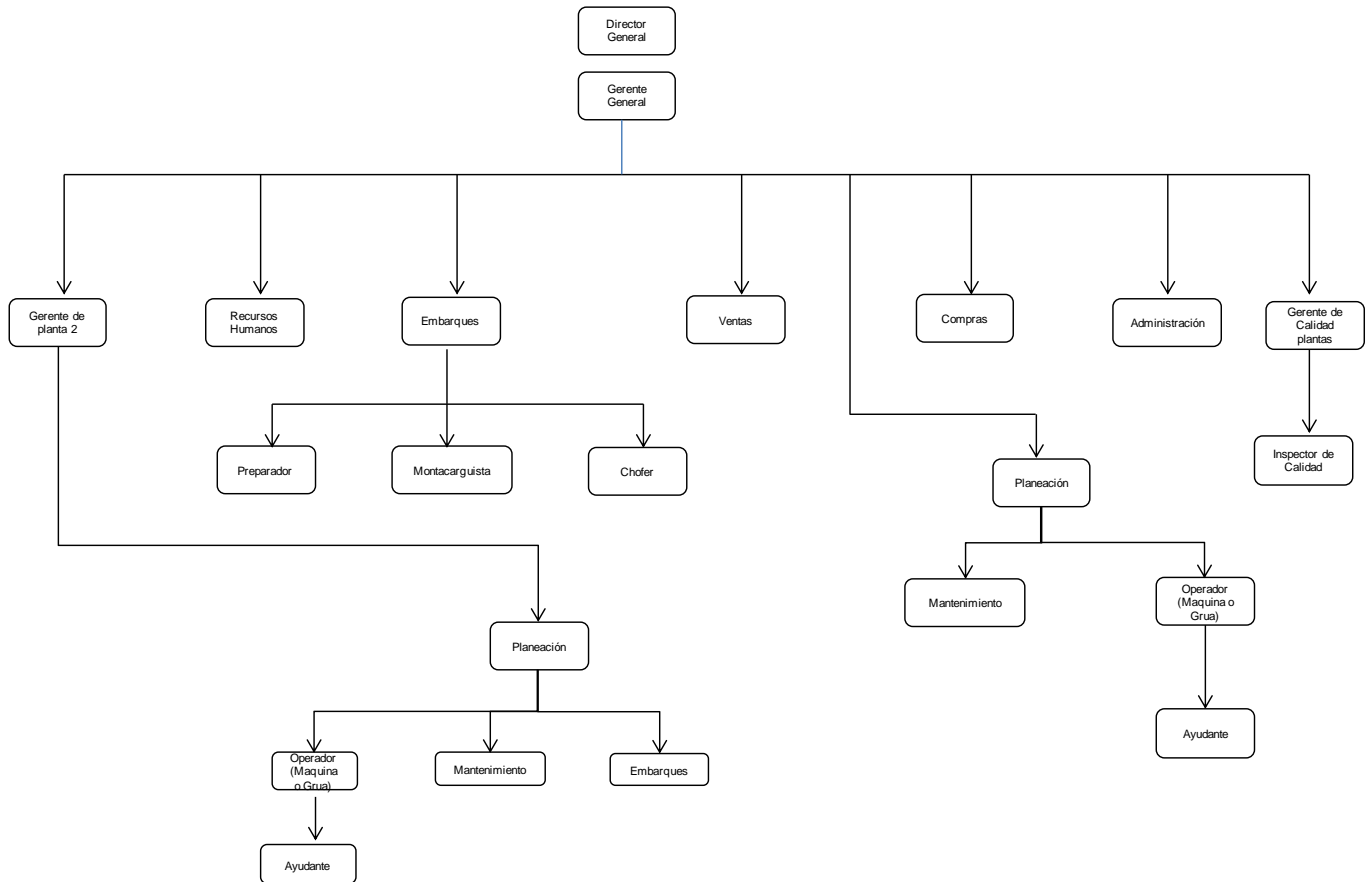 Director
General
Gerente
General
Gerente de
planta 2
Recursos
Humanos
Embarques
Ventas
Compras
Administración
Gerente de
Calidad
plantas
Preparador
Montacarguista
Chofer
Planeación
Inspector de
Calidad
Mantenimiento
Operador
(Maquina o
Grua)
Planeación
Ayudante
Operador
(Maquina
o Grua)
Mantenimiento
Embarques
Ayudante